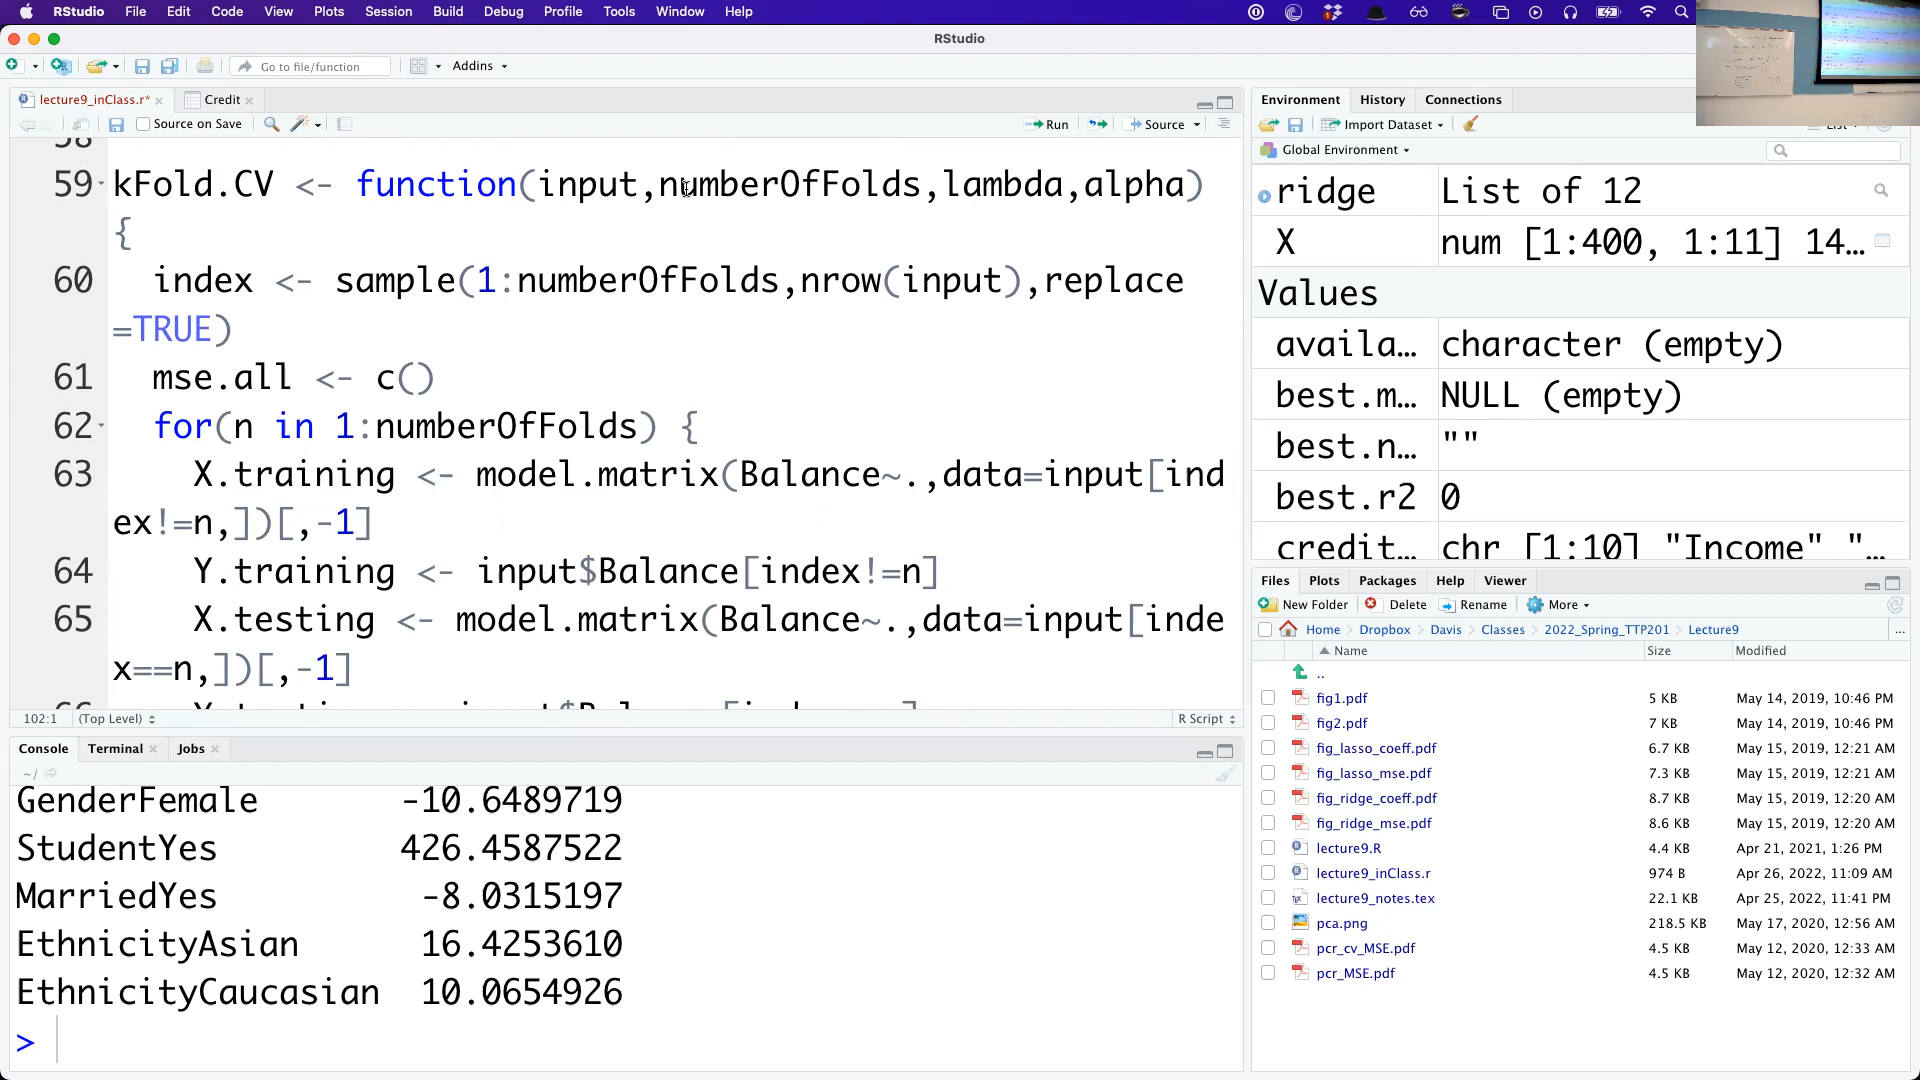 RStudio File Edit Code View Plots Session Build Debug Profile Tools Window Help
RStudio
Go to file/function Addins
lecture9_inClass.r* Credit
Source on Save Run Source
58
59 kFold.CV <- function(input,numberOfFolds,lambda,alpha)
{
60 index <- sample(1:numberOfFolds,nrow(input),replace
=TRUE)
61 mse.all <- c()
62 for(n in 1:numberOfFolds) {
63 X.training <- model.matrix(Balance~.,data=input[ind
ex!=n,])[,-1]
64 Y.training <- input$Balance[index!=n]
65 X.testing <- model.matrix(Balance~.,data=input[inde
x==n,])[,-1]
102:1 (Top Level) R Script
Console Terminal Jobs
~/
GenderFemale -10.6489719
StudentYes 426.4587522
MarriedYes -8.0315197
EthnicityAsian 16.4253610
EthnicityCaucasian 10.0654926
>
Environment History Connections
Import Dataset List
Global Environment
ridge List of 12
X num [1:400, 1:11] 14…
Values
availa… character (empty)
best.m… NULL (empty)
best.n… ""
best.r2 0
credit… chr [1:10] "Income" "…
Files Plots Packages Help Viewer
New Folder Delete Rename More
Home > Dropbox > Davis > Classes > 2022_Spring_TTP201 > Lecture9 ...
Name Size Modified
..
fig1.pdf 5 KB May 14, 2019, 10:46 PM
fig2.pdf 7 KB May 14, 2019, 10:46 PM
fig_lasso_coeff.pdf 6.7 KB May 15, 2019, 12:21 AM
fig_lasso_mse.pdf 7.3 KB May 15, 2019, 12:21 AM
fig_ridge_coeff.pdf 8.7 KB May 15, 2019, 12:20 AM
fig_ridge_mse.pdf 8.6 KB May 15, 2019, 12:20 AM
lecture9.R 4.4 KB Apr 21, 2021, 1:26 PM
lecture9_inClass.r 974 B Apr 26, 2022, 11:09 AM
lecture9_notes.tex 22.1 KB Apr 25, 2022, 11:41 PM
pca.png 218.5 KB May 17, 2020, 12:56 AM
pcr_cv_MSE.pdf 4.5 KB May 12, 2020, 12:33 AM
pcr_MSE.pdf 4.5 KB May 12, 2020, 12:32 AM